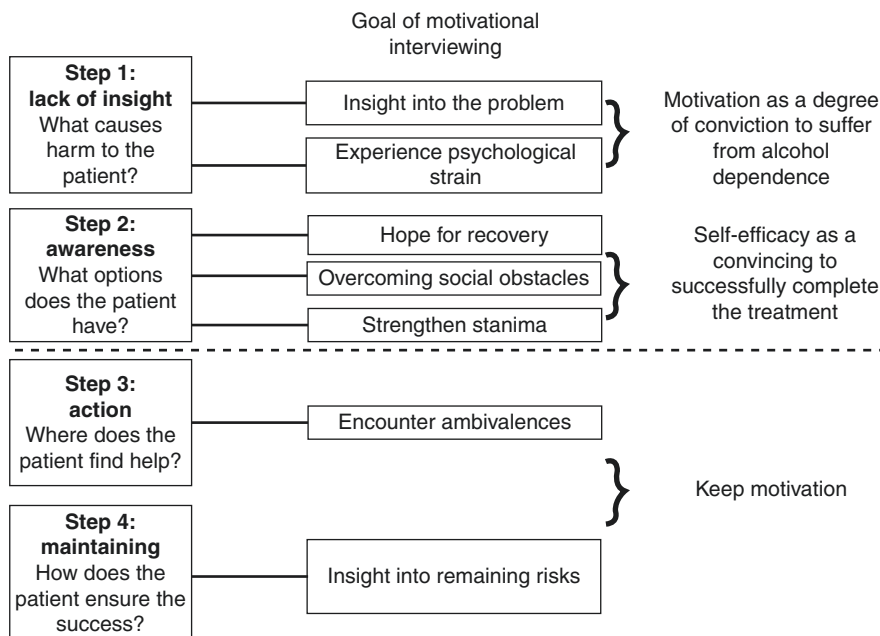 Goal of motivational
interviewing
Step 1:
lack of insight
What causes
harm to the
patient?
Insight into the problem
Experience psychological
strain
Motivation as a degree
of conviction to suffer
from alcohol
dependence
Step 2:
awareness
What options
does the patient
have?
Hope for recovery
Overcoming social obstacles
Strengthen stanima
Self-efficacy as a
convincing to
successfully complete
the treatment
Step 3:
action
Where does the
patient find help?
Encounter ambivalences
Keep motivation
Step 4:
maintaining
How does the
patient ensure the
success?
Insight into remaining risks